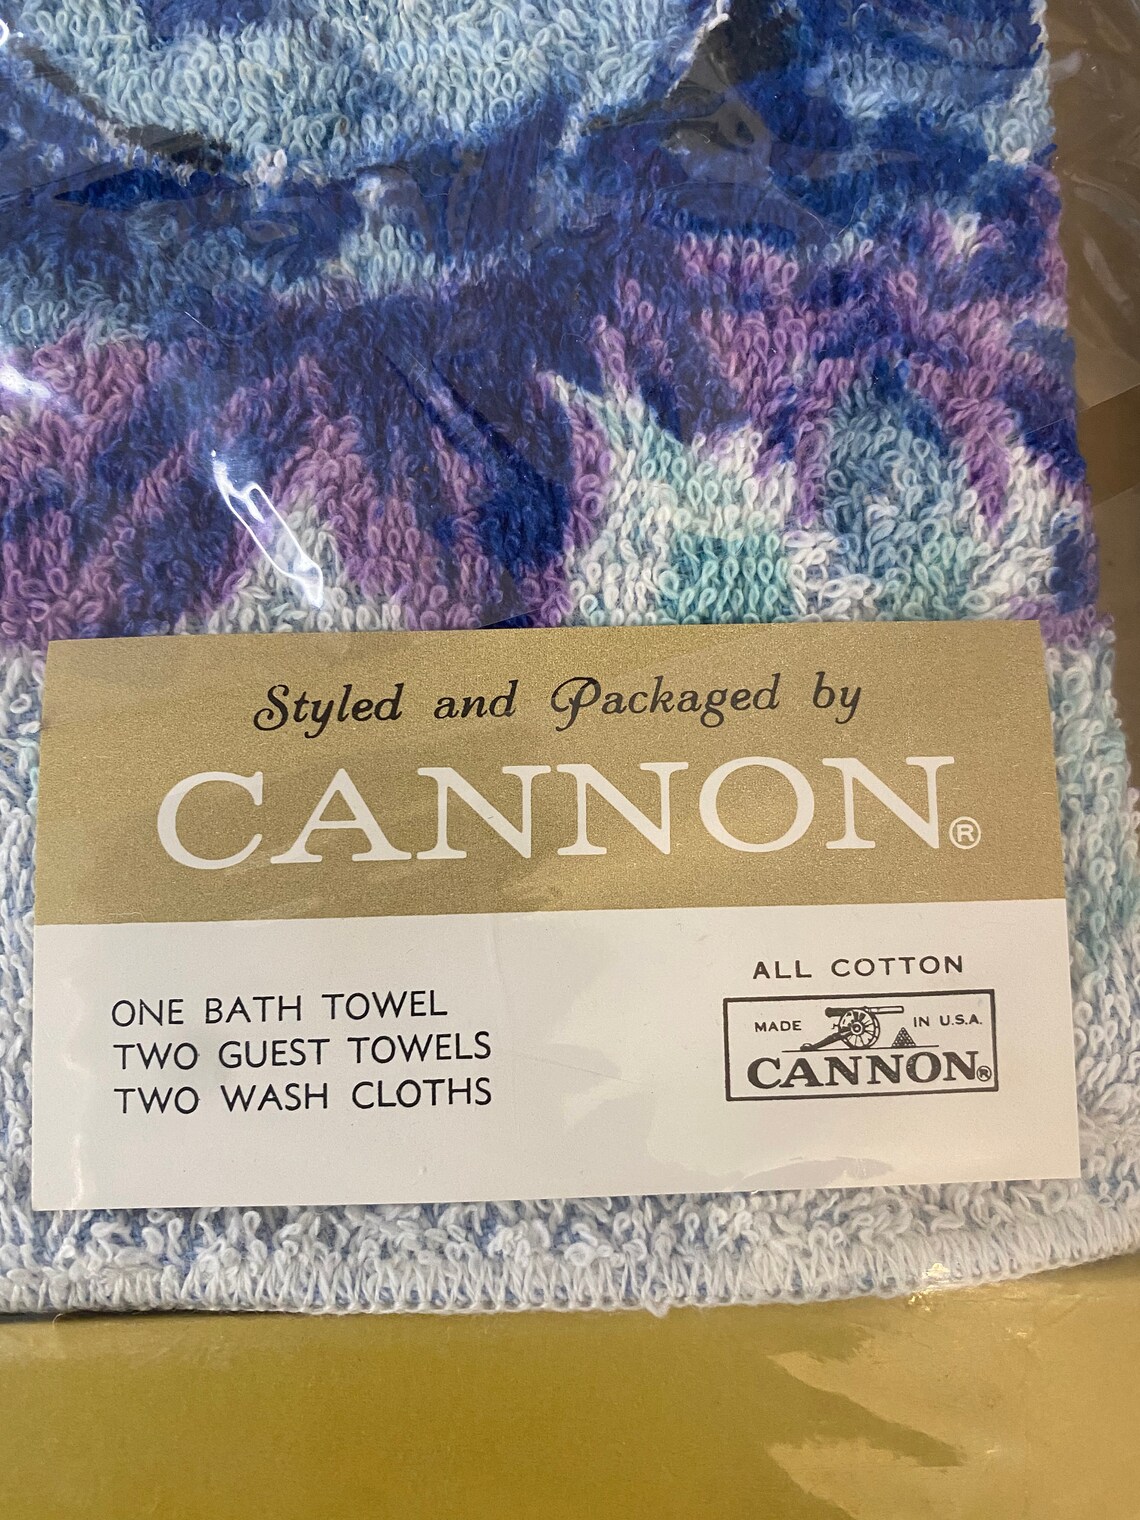 Styled and Packaged by
CANNON®
ONE BATH TOWEL
TWO GUEST TOWELS
TWO WASH CLOTHS
ALL COTTON
MADE IN U.S.A.
CANNON®